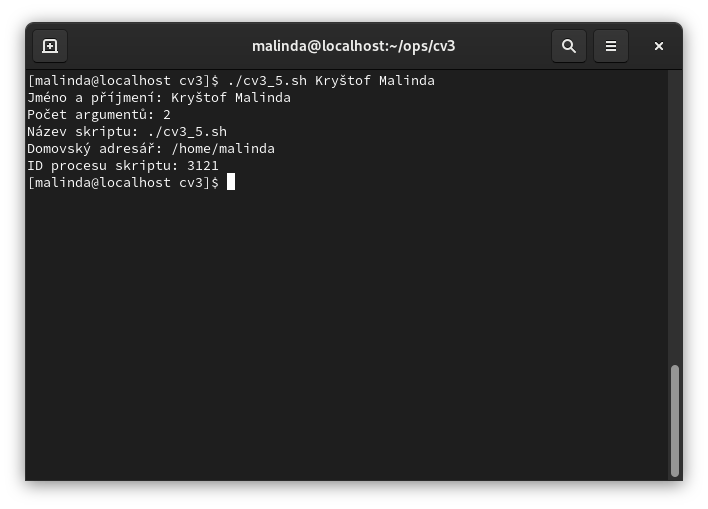 malinda@localhost:~/ops/cv3
[malinda@localhost cv3]$ ./cv3_5.sh Kryštof Malinda
Jméno a příjmení: Kryštof Malinda
Počet argumentů: 2
Název skriptu: ./cv3_5.sh
Domovský adresář: /home/malinda
ID procesu skriptu: 3121
[malinda@localhost cv3]$